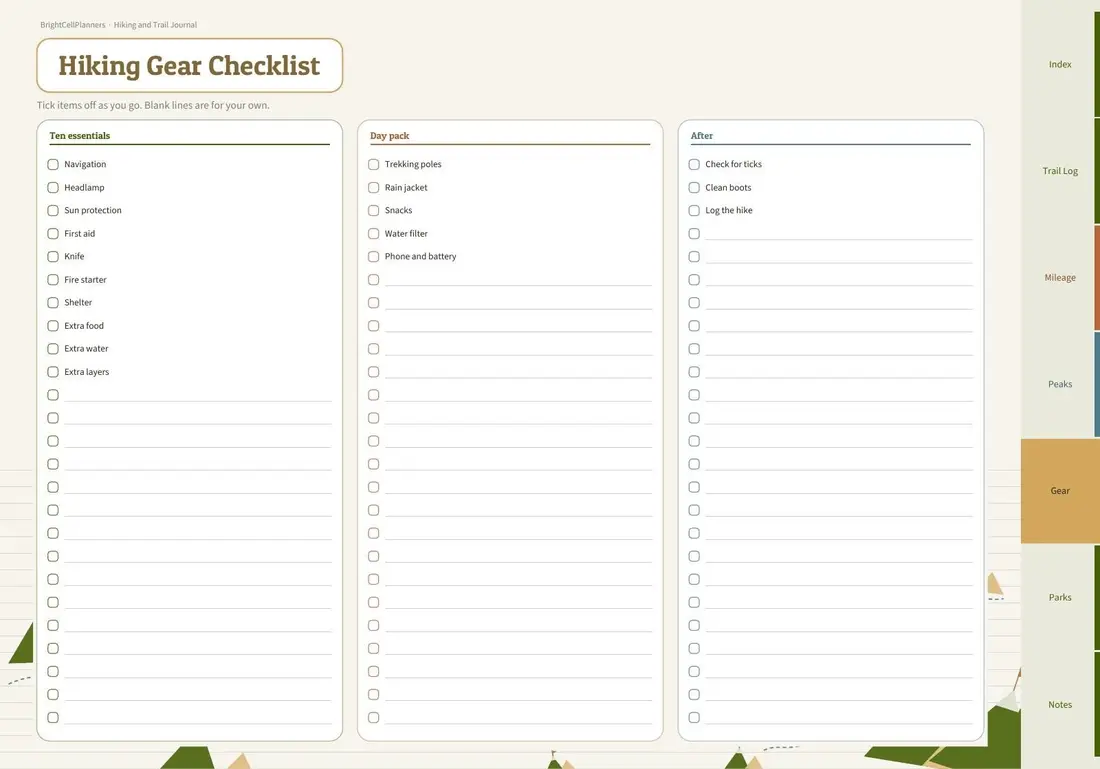 BrightCellPlanners · Hiking and Trail Journal
Hiking Gear Checklist
Tick items off as you go. Blank lines are for your own.
Ten essentials
Navigation
Headlamp
Sun protection
First aid
Knife
Fire starter
Shelter
Extra food
Extra water
Extra layers
Day pack
Trekking poles
Rain jacket
Snacks
Water filter
Phone and battery
After
Check for ticks
Clean boots
Log the hike
Index
Trail Log
Mileage
Peaks
Gear
Parks
Notes